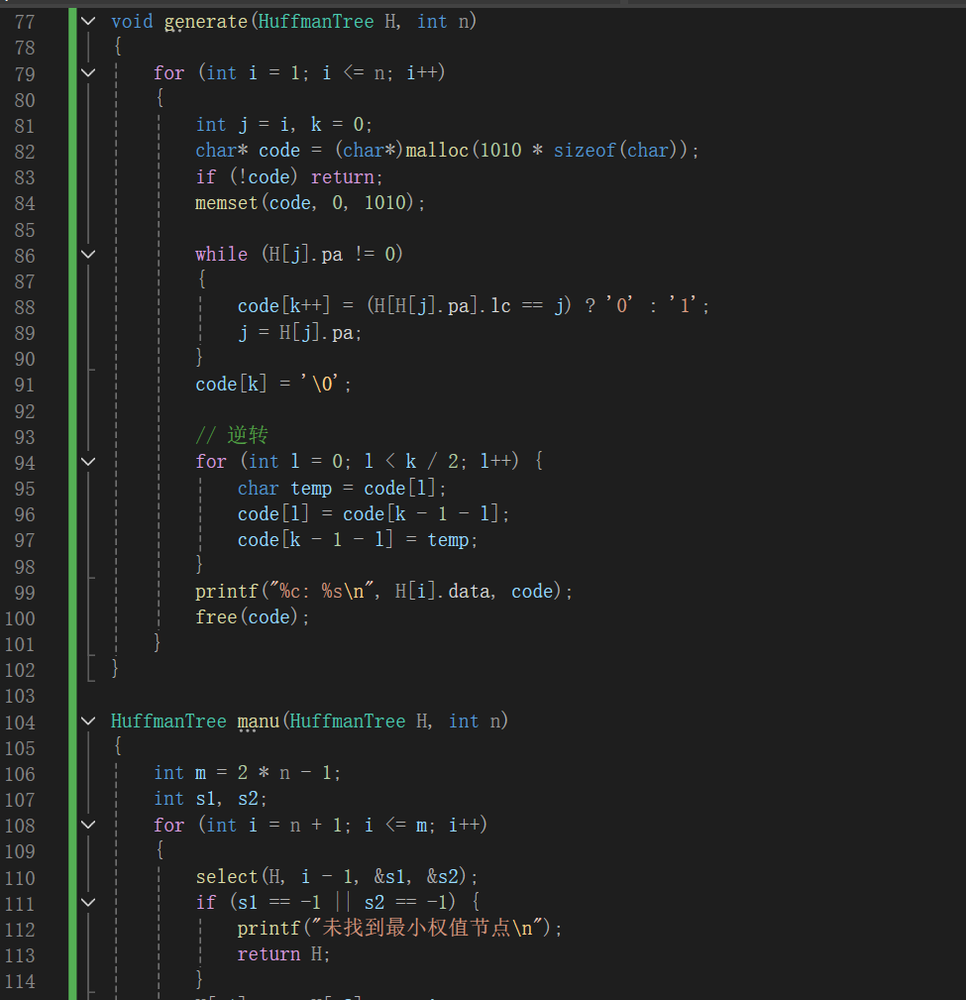 77 void generate(HuffmanTree H, int n)
78 {
79 for (int i = 1; i <= n; i++)
80 {
81 int j = i, k = 0;
82 char* code = (char*)malloc(1010 * sizeof(char));
83 if (!code) return;
84 memset(code, 0, 1010);
85
86 while (H[j].pa != 0)
87 {
88 code[k++] = (H[H[j].pa].lc == j) ? '0' : '1';
89 j = H[j].pa;
90 }
91 code[k] = '\0';
92
93 // 逆转
94 for (int l = 0; l < k / 2; l++) {
95 char temp = code[l];
96 code[l] = code[k - 1 - l];
97 code[k - 1 - l] = temp;
98 }
99 printf("%c: %s\n", H[i].data, code);
100 free(code);
101 }
102 }
103
104 HuffmanTree manu(HuffmanTree H, int n)
105 {
106 int m = 2 * n - 1;
107 int s1, s2;
108 for (int i = n + 1; i <= m; i++)
109 {
110 select(H, i - 1, &s1, &s2);
111 if (s1 == -1 || s2 == -1) {
112 printf("未找到最小权值节点\n");
113 return H;
114 }